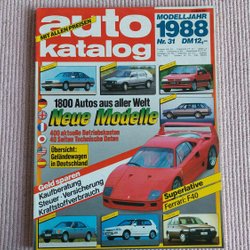 MIT ALLEN PREISEN
auto
katalog
MODELLJAHR
1988
Nr. 31 DM 12,–
1800 Autos aus aller Welt
Neue Modelle
400 aktuelle Betriebskosten
40 Seiten Technische Daten
Übersicht:
Geländewagen
in Deutschland
Geld sparen
Kaufberatung
Steuer · Versicherung
Kraftstoffverbrauch
Superlative
Ferrari F40